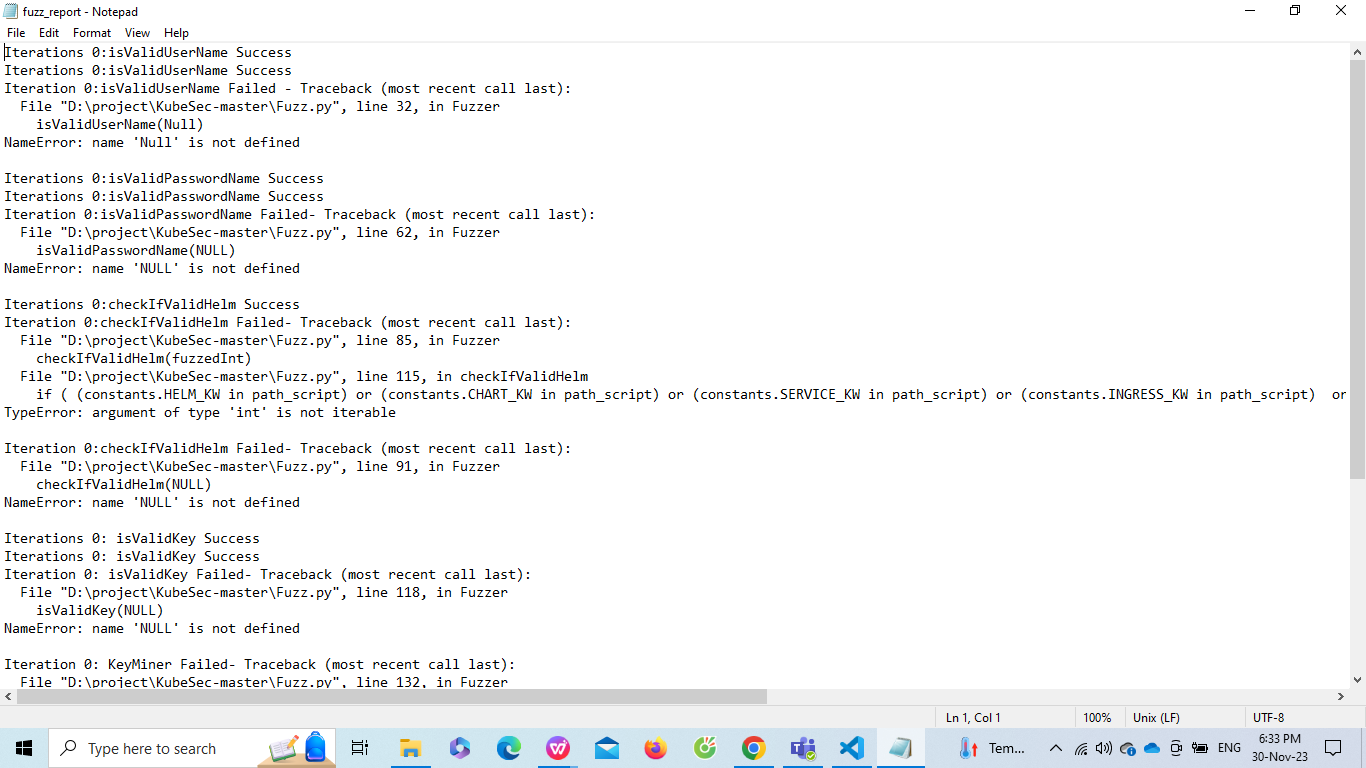 fuzz_report - Notepad
File Edit Format View Help
Iterations 0:isValidUserName Success
Iterations 0:isValidUserName Success
Iteration 0:isValidUserName Failed - Traceback (most recent call last):
  File "D:\project\KubeSec-master\Fuzz.py", line 32, in Fuzzer
    isValidUserName(Null)
NameError: name 'Null' is not defined

Iterations 0:isValidPasswordName Success
Iterations 0:isValidPasswordName Success
Iteration 0:isValidPasswordName Failed- Traceback (most recent call last):
  File "D:\project\KubeSec-master\Fuzz.py", line 62, in Fuzzer
    isValidPasswordName(NULL)
NameError: name 'NULL' is not defined

Iterations 0:checkIfValidHelm Success
Iteration 0:checkIfValidHelm Failed- Traceback (most recent call last):
  File "D:\project\KubeSec-master\Fuzz.py", line 85, in Fuzzer
    checkIfValidHelm(fuzzedInt)
  File "D:\project\KubeSec-master\Fuzz.py", line 115, in checkIfValidHelm
    if ( (constants.HELM_KW in path_script) or (constants.CHART_KW in path_script) or (constants.SERVICE_KW in path_script) or (constants.INGRESS_KW in path_script)  or
TypeError: argument of type 'int' is not iterable

Iteration 0:checkIfValidHelm Failed- Traceback (most recent call last):
  File "D:\project\KubeSec-master\Fuzz.py", line 91, in Fuzzer
    checkIfValidHelm(NULL)
NameError: name 'NULL' is not defined

Iterations 0: isValidKey Success
Iterations 0: isValidKey Success
Iteration 0: isValidKey Failed- Traceback (most recent call last):
  File "D:\project\KubeSec-master\Fuzz.py", line 118, in Fuzzer
    isValidKey(NULL)
NameError: name 'NULL' is not defined

Iteration 0: KeyMiner Failed- Traceback (most recent call last):
  File "D:\project\KubeSec-master\Fuzz.py", line 132, in Fuzzer
Ln 1, Col 1 100% Unix (LF) UTF-8
Type here to search
Tem... ENG 6:33 PM
30-Nov-23